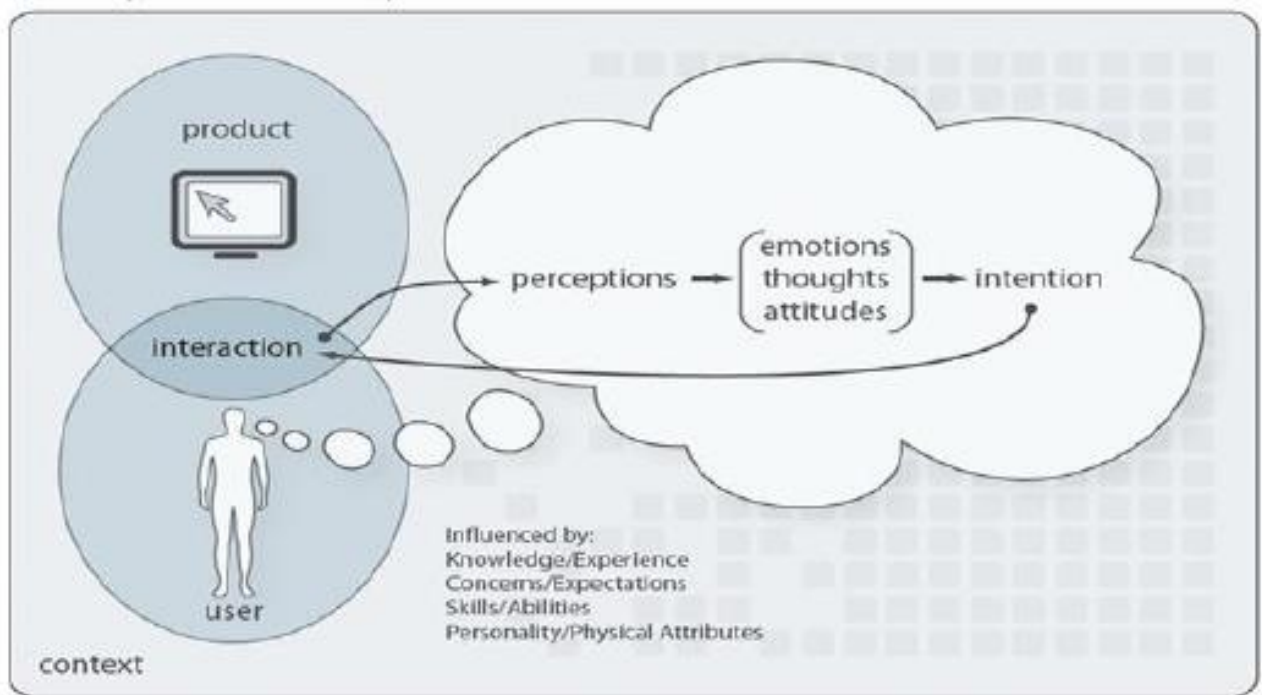 product
perceptions
emotions
thoughts
attitudes
intention
interaction
user
Influenced by:
Knowledge/Experience
Concerns/Expectations
Skills/Abilities
Personality/Physical Attributes
context